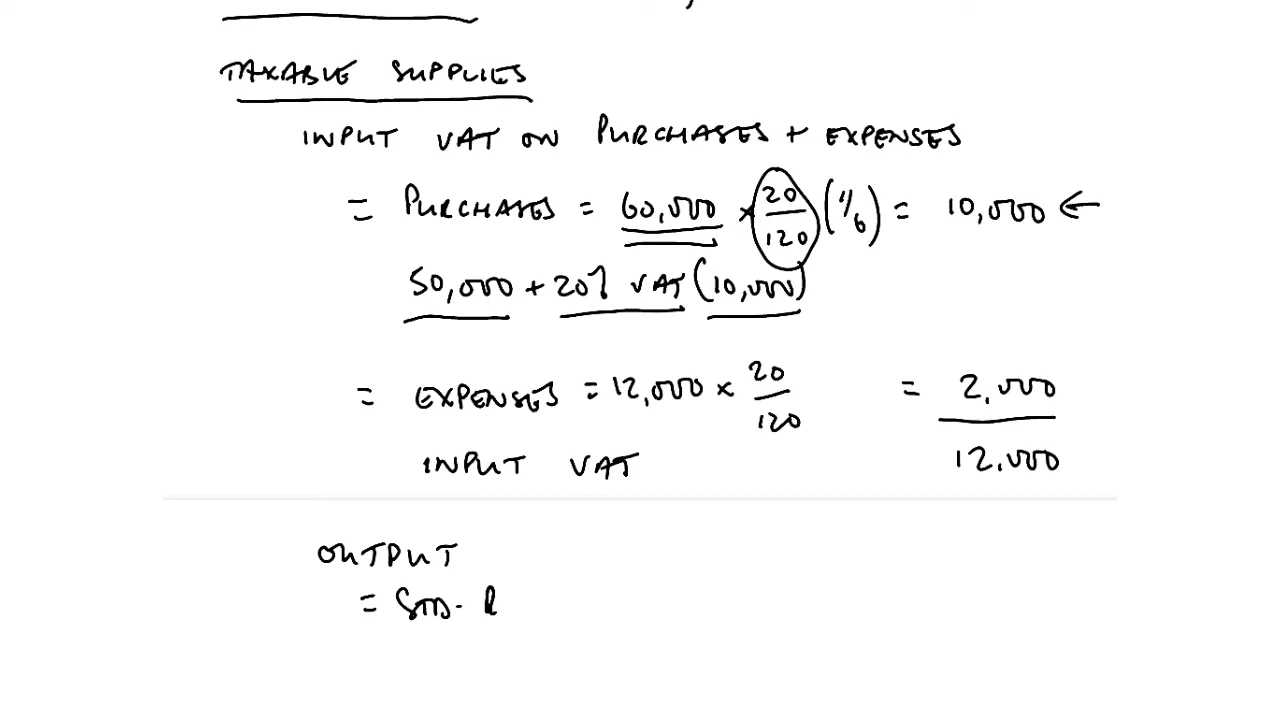 TAXABLE SUPPLIES
INPUT VAT ON PURCHASES + EXPENSES
= PURCHASES = 60,000 × 20/120 (1/6) = 10,000 ←
50,000 + 20% VAT (10,000)
= EXPENSES = 12,000 × 20/120 = 2,000
INPUT VAT 12,000
OUTPUT
= STD. R